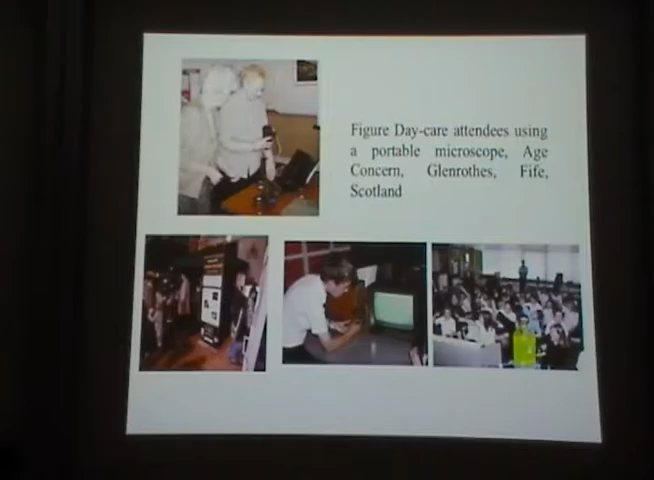 Figure Day-care attendees using
a portable microscope, Age
Concern, Glenrothes, Fife,
Scotland